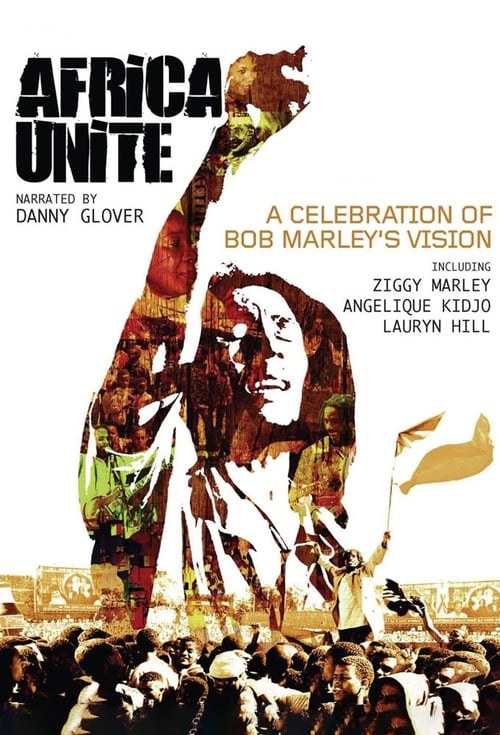 AFRICA
UNITE
NARRATED BY
DANNY GLOVER
A CELEBRATION OF
BOB MARLEY'S VISION
INCLUDING
ZIGGY MARLEY
ANGELIQUE KIDJO
LAURYN HILL